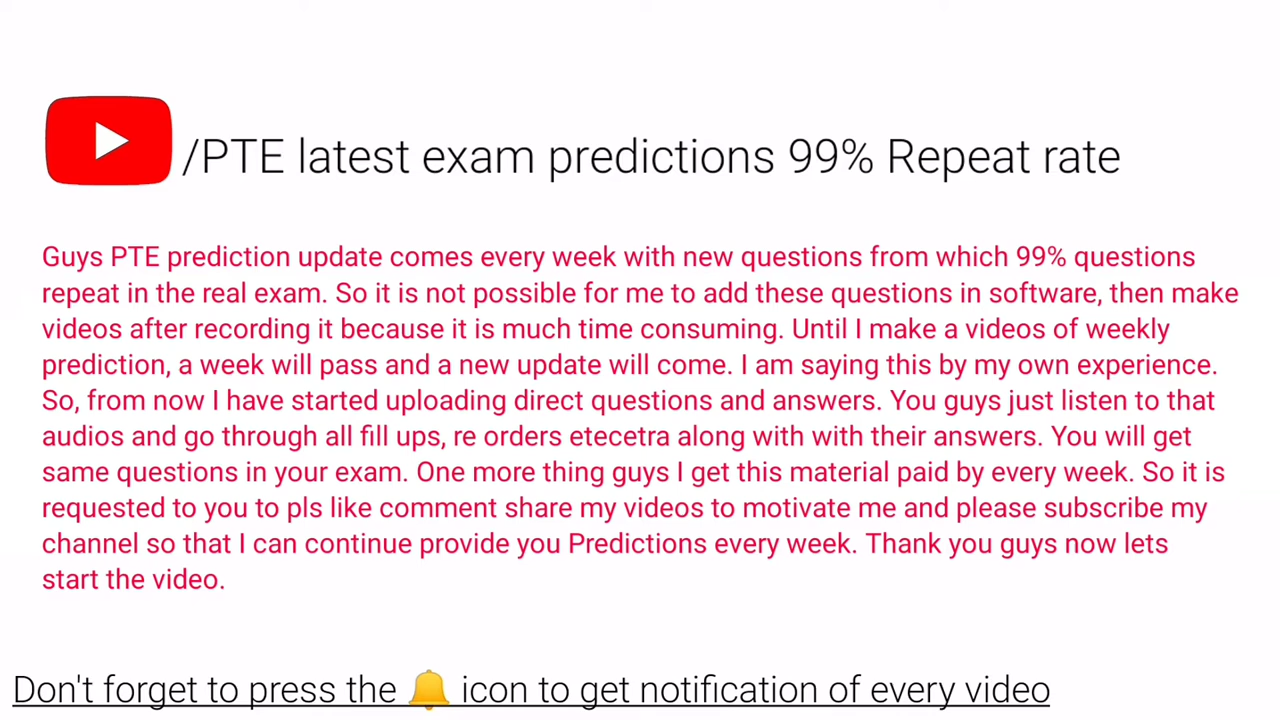 /PTE latest exam predictions 99% Repeat rate
Guys PTE prediction update comes every week with new questions from which 99% questions
repeat in the real exam. So it is not possible for me to add these questions in software, then make
videos after recording it because it is much time consuming. Until I make a videos of weekly
prediction, a week will pass and a new update will come. I am saying this by my own experience.
So, from now I have started uploading direct questions and answers. You guys just listen to that
audios and go through all fill ups, re orders etecetra along with with their answers. You will get
same questions in your exam. One more thing guys I get this material paid by every week. So it is
requested to you to pls like comment share my videos to motivate me and please subscribe my
channel so that I can continue provide you Predictions every week. Thank you guys now lets
start the video.
Don't forget to press the 🔔 icon to get notification of every video